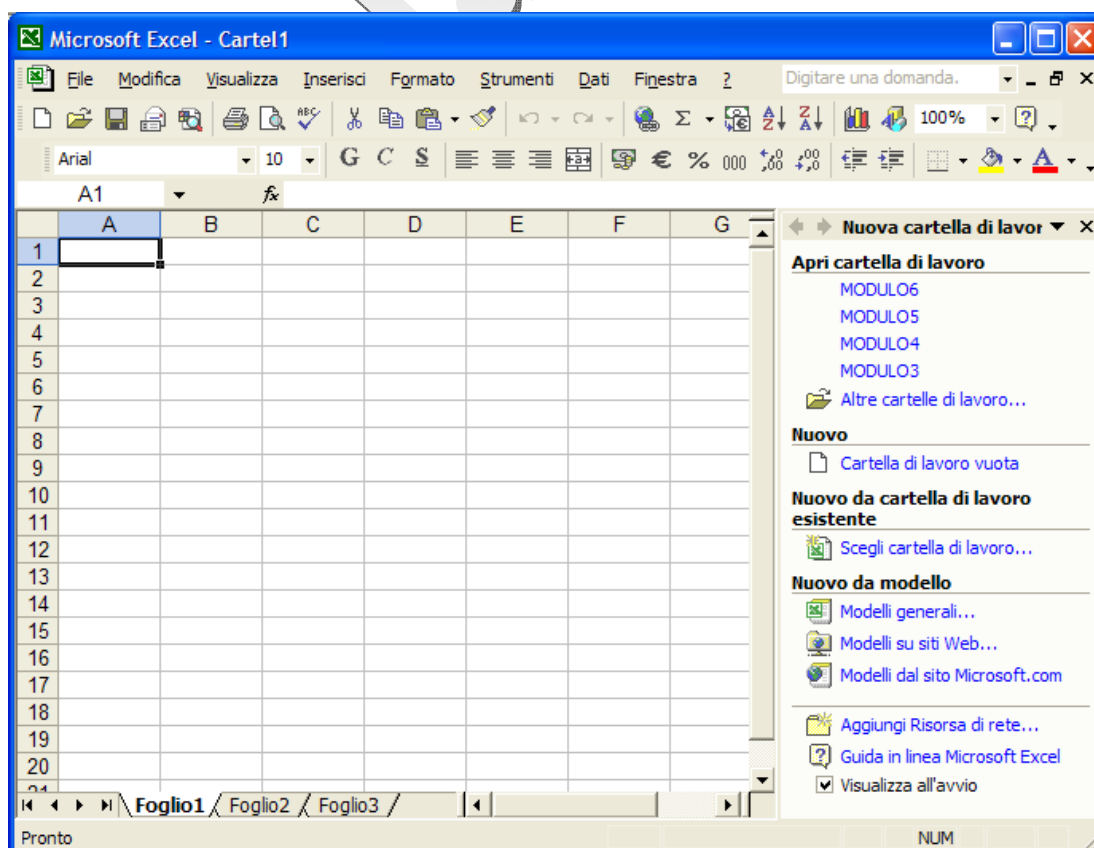 Microsoft Excel - Cartel1
File Modifica Visualizza Inserisci Formato Strumenti Dati Finestra ? Digitare una domanda.
ABC Σ A Z Z A 100% ?
Arial 10 G C S € % 000 ,00 A
A1 fx
A B C D E F G
1
2
3
4
5
6
7
8
9
10
11
12
13
14
15
16
17
18
19
20
21
Nuova cartella di lavor
Apri cartella di lavoro
MODULO6
MODULO5
MODULO4
MODULO3
Altre cartelle di lavoro...
Nuovo
Cartella di lavoro vuota
Nuovo da cartella di lavoro
esistente
Scegli cartella di lavoro...
Nuovo da modello
Modelli generali...
Modelli su siti Web...
Modelli dal sito Microsoft.com
Aggiungi Risorsa di rete...
Guida in linea Microsoft Excel
Visualizza all'avvio
Foglio1 Foglio2 Foglio3
Pronto NUM